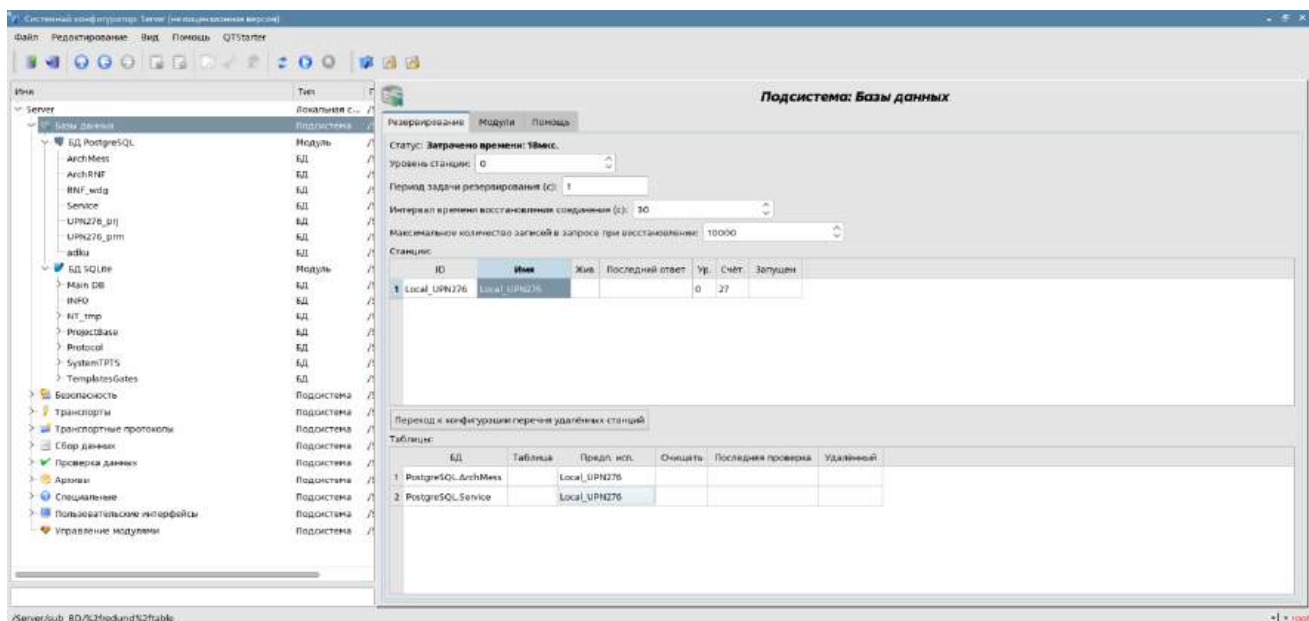 Системный конфигуратор: Server (не лицензионная версия)
Файл Редактирование Вид Помощь QTStarter
Имя Тип
Server Локальная с...
Базы данных Подсистема
БД PostgreSQL Модуль
ArchMess БД
ArchRNF БД
RNF_wdg БД
Service БД
UPN276_prj БД
UPN276_prm БД
adku БД
БД SQLite Модуль
Main DB БД
INFO БД
NT_tmp БД
ProjectBase БД
Protocol БД
SystemTPTS БД
TemplatesGates БД
Безопасность Подсистема
Транспорты Подсистема
Транспортные протоколы Подсистема
Сбор данных Подсистема
Проверка данных Подсистема
Архивы Подсистема
Специальные Подсистема
Пользовательские интерфейсы Подсистема
Управление модулями Подсистема
Подсистема: Базы данных
Резервирование Модули Помощь
Статус: Затрачено времени: 18мкс.
Уровень станции: 0
Период задачи резервирования (с): 1
Интервал времени восстановления соединения (с): 30
Максимальное количество записей в запросе при восстановлении: 10000
Станции:
ID Имя Жив Последний ответ Ур. Счёт. Запущен
1 Local_UPN276 Local_UPN276 0 27
Переход к конфигурации перечня удалённых станций
Таблицы:
БД Таблица Предп. исп. Очищать Последняя проверка Удалённый
1 PostgreSQL.ArchMess Local_UPN276
2 PostgreSQL.Service Local_UPN276
/Server/sub_BD/%2fredund%2ftable
root